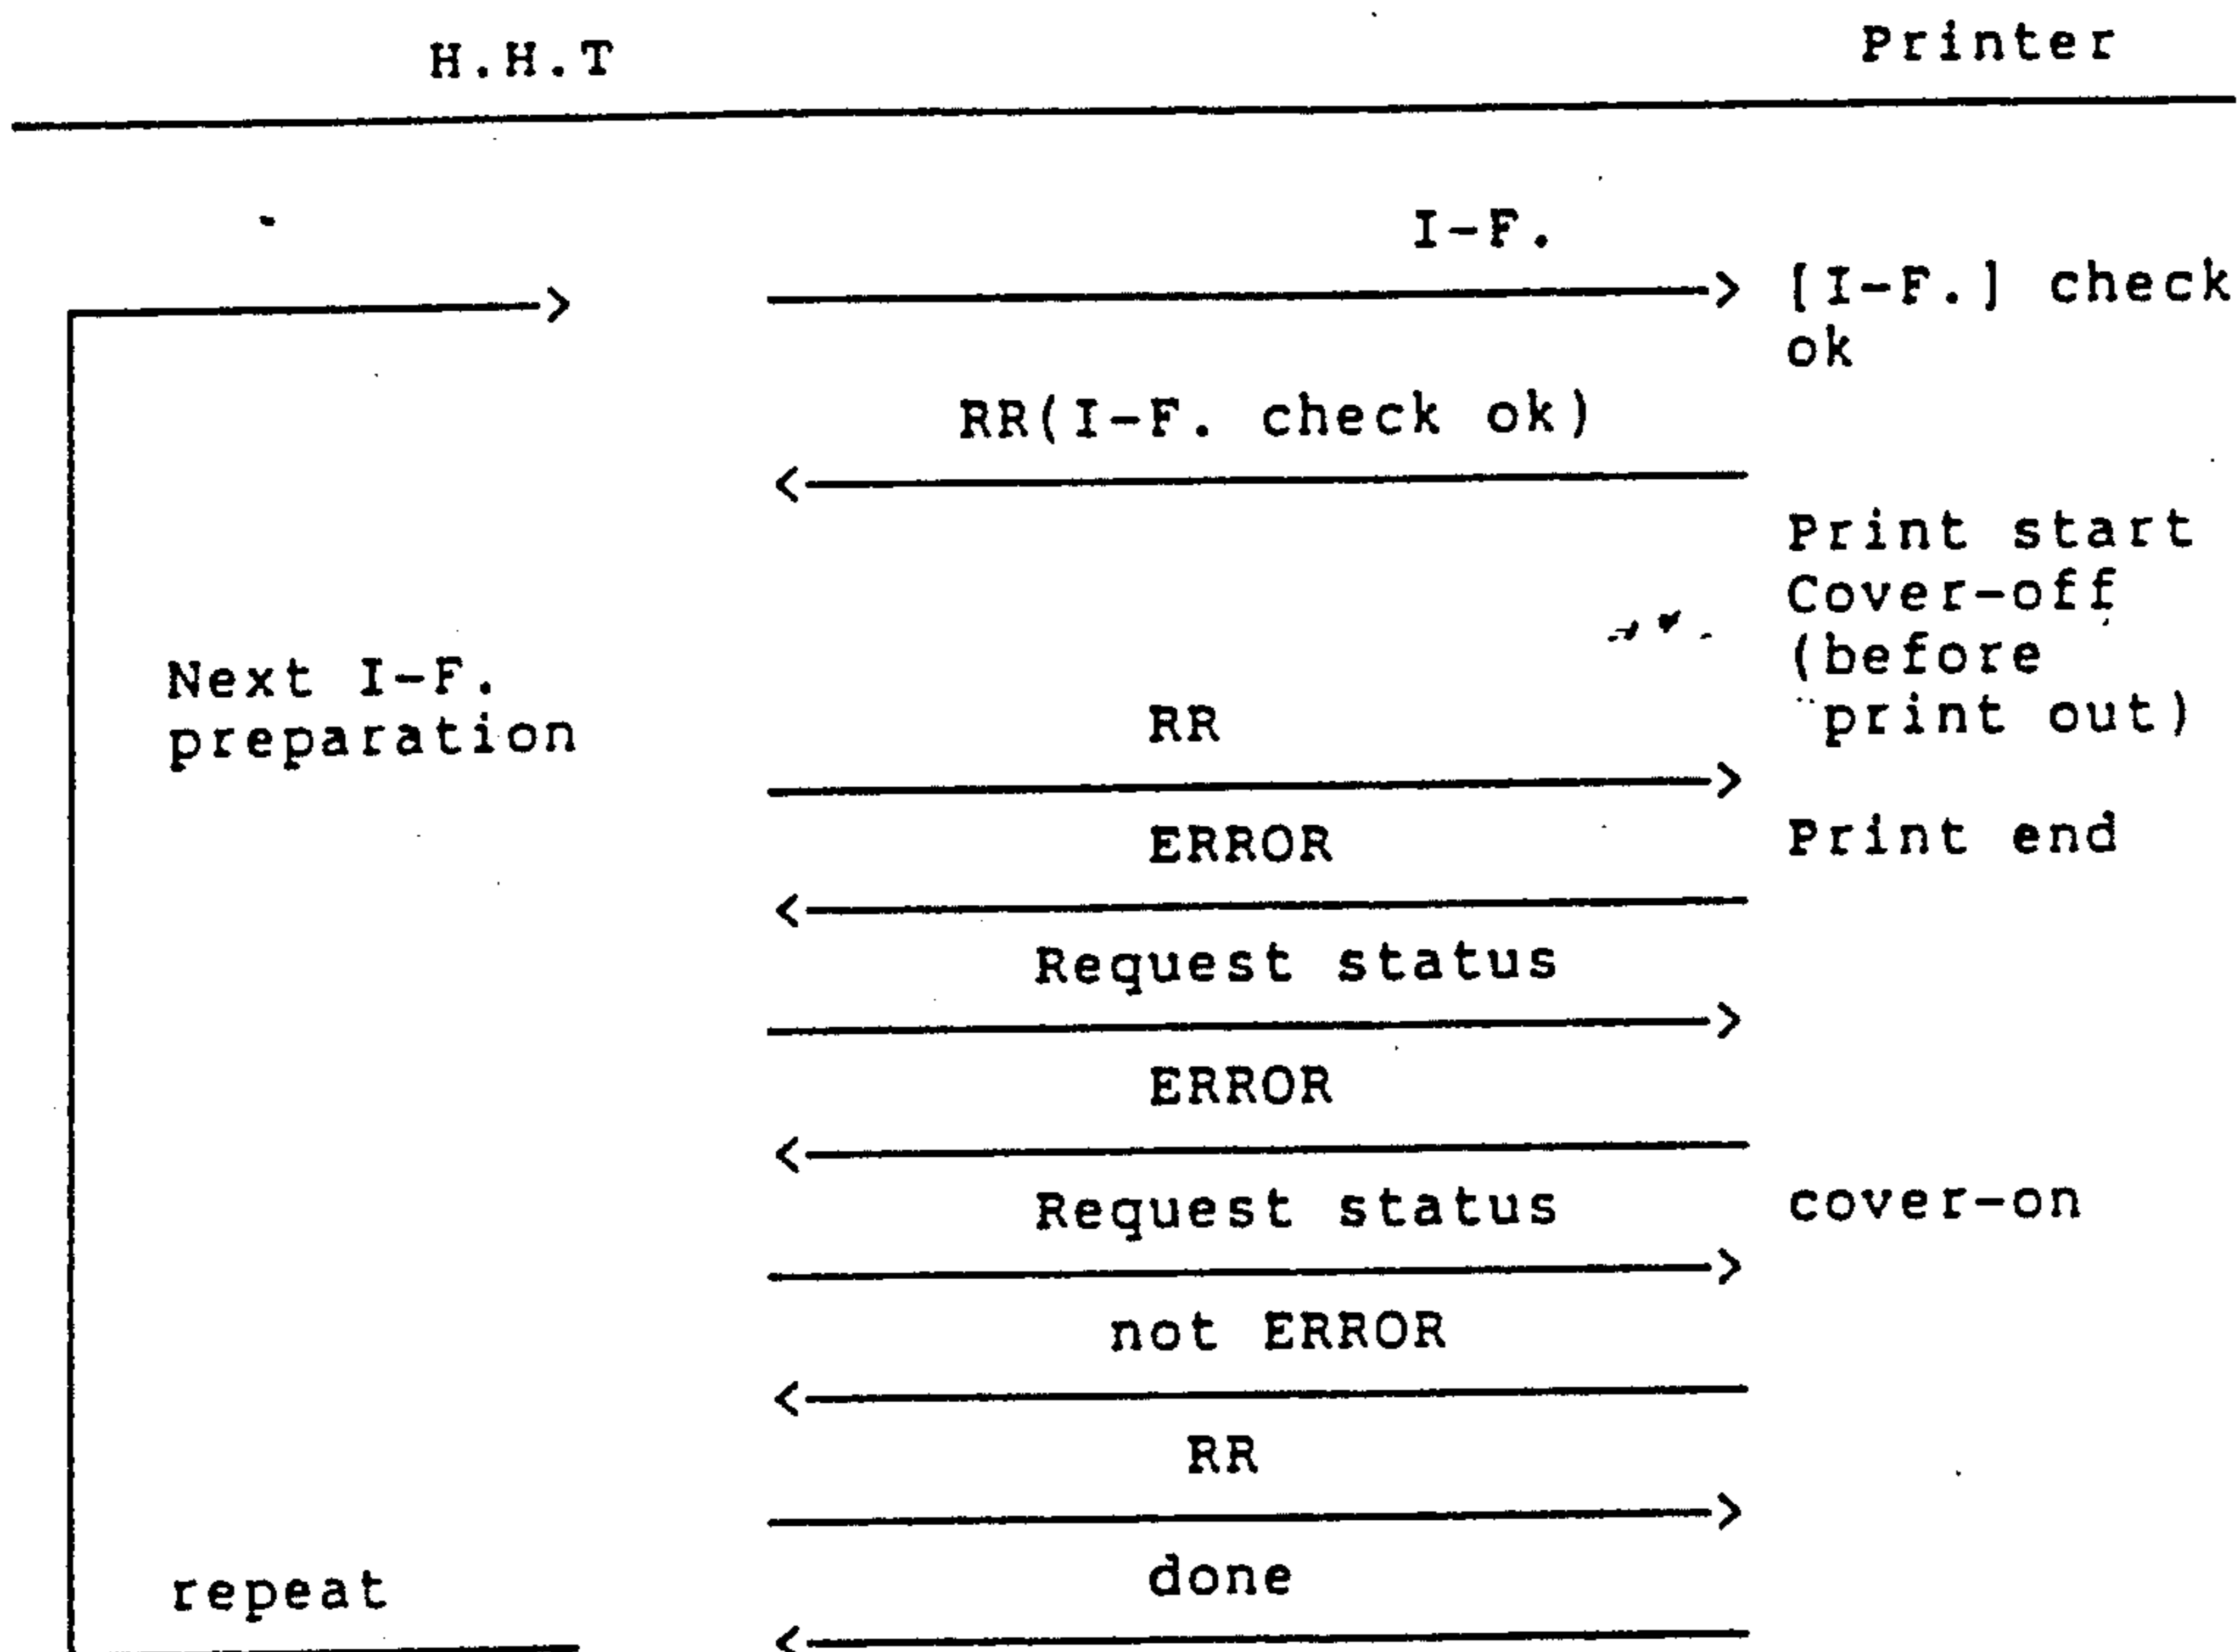 H.H.T Printer
I-F.
[I-F.] check
ok
RR(I-F. check ok)
Print start
Cover-off
(before
print out)
Next I-F.
preparation
RR
ERROR
Print end
Request status
ERROR
Request status
cover-on
not ERROR
RR
done
repeat